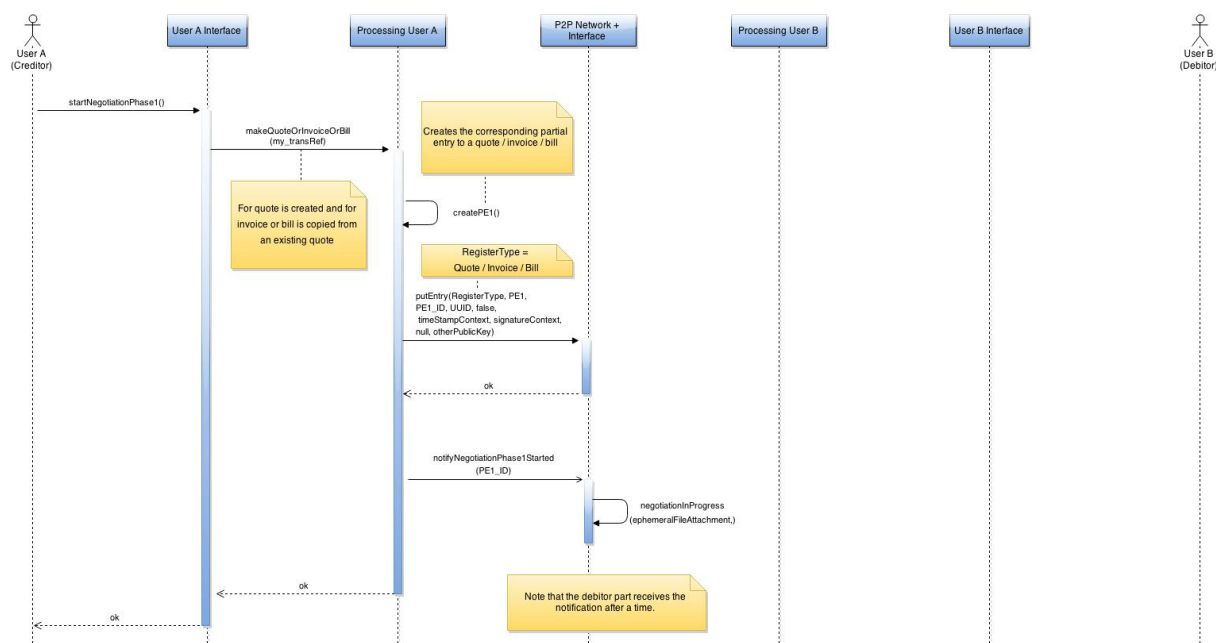 User A
(Creditor)
User A Interface
Processing User A
P2P Network +
Interface
Processing User B
User B Interface
User B
(Debitor)
startNegotiationPhase1()
makeQuoteOrInvoiceOrBill
(my_transRef)
Creates the corresponding partial
entry to a quote / invoice / bill
For quote is created and for
invoice or bill is copied from
an existing quote
createPE1()
RegisterType =
Quote / Invoice / Bill
putEntry(RegisterType, PE1,
PE1_ID, UUID, false,
timeStampContext, signatureContext,
null, otherPublicKey)
ok
notifyNegotiationPhase1Started
(PE1_ID)
negotiationInProgress
(ephemeralFileAttachment,)
ok
Note that the debitor part receives the
notification after a time.
ok